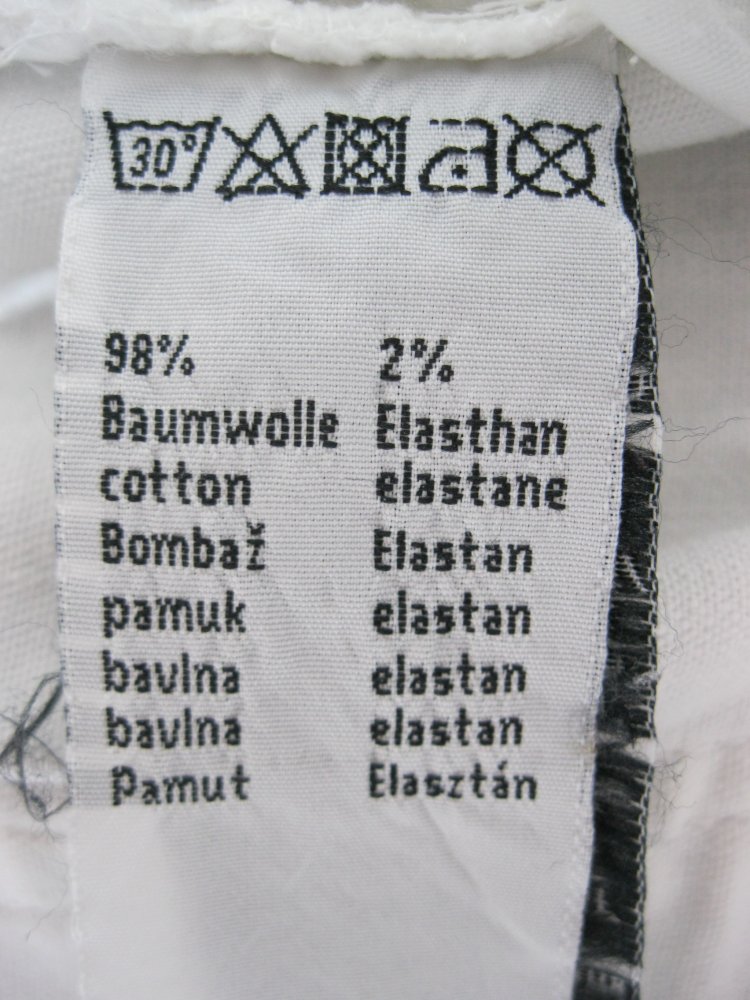 30°
98% 2%
Baumwolle Elasthan
cotton elastane
Bombaž Elastan
pamuk elastan
bavlna elastan
bavlna elastan
Pamut Elasztán